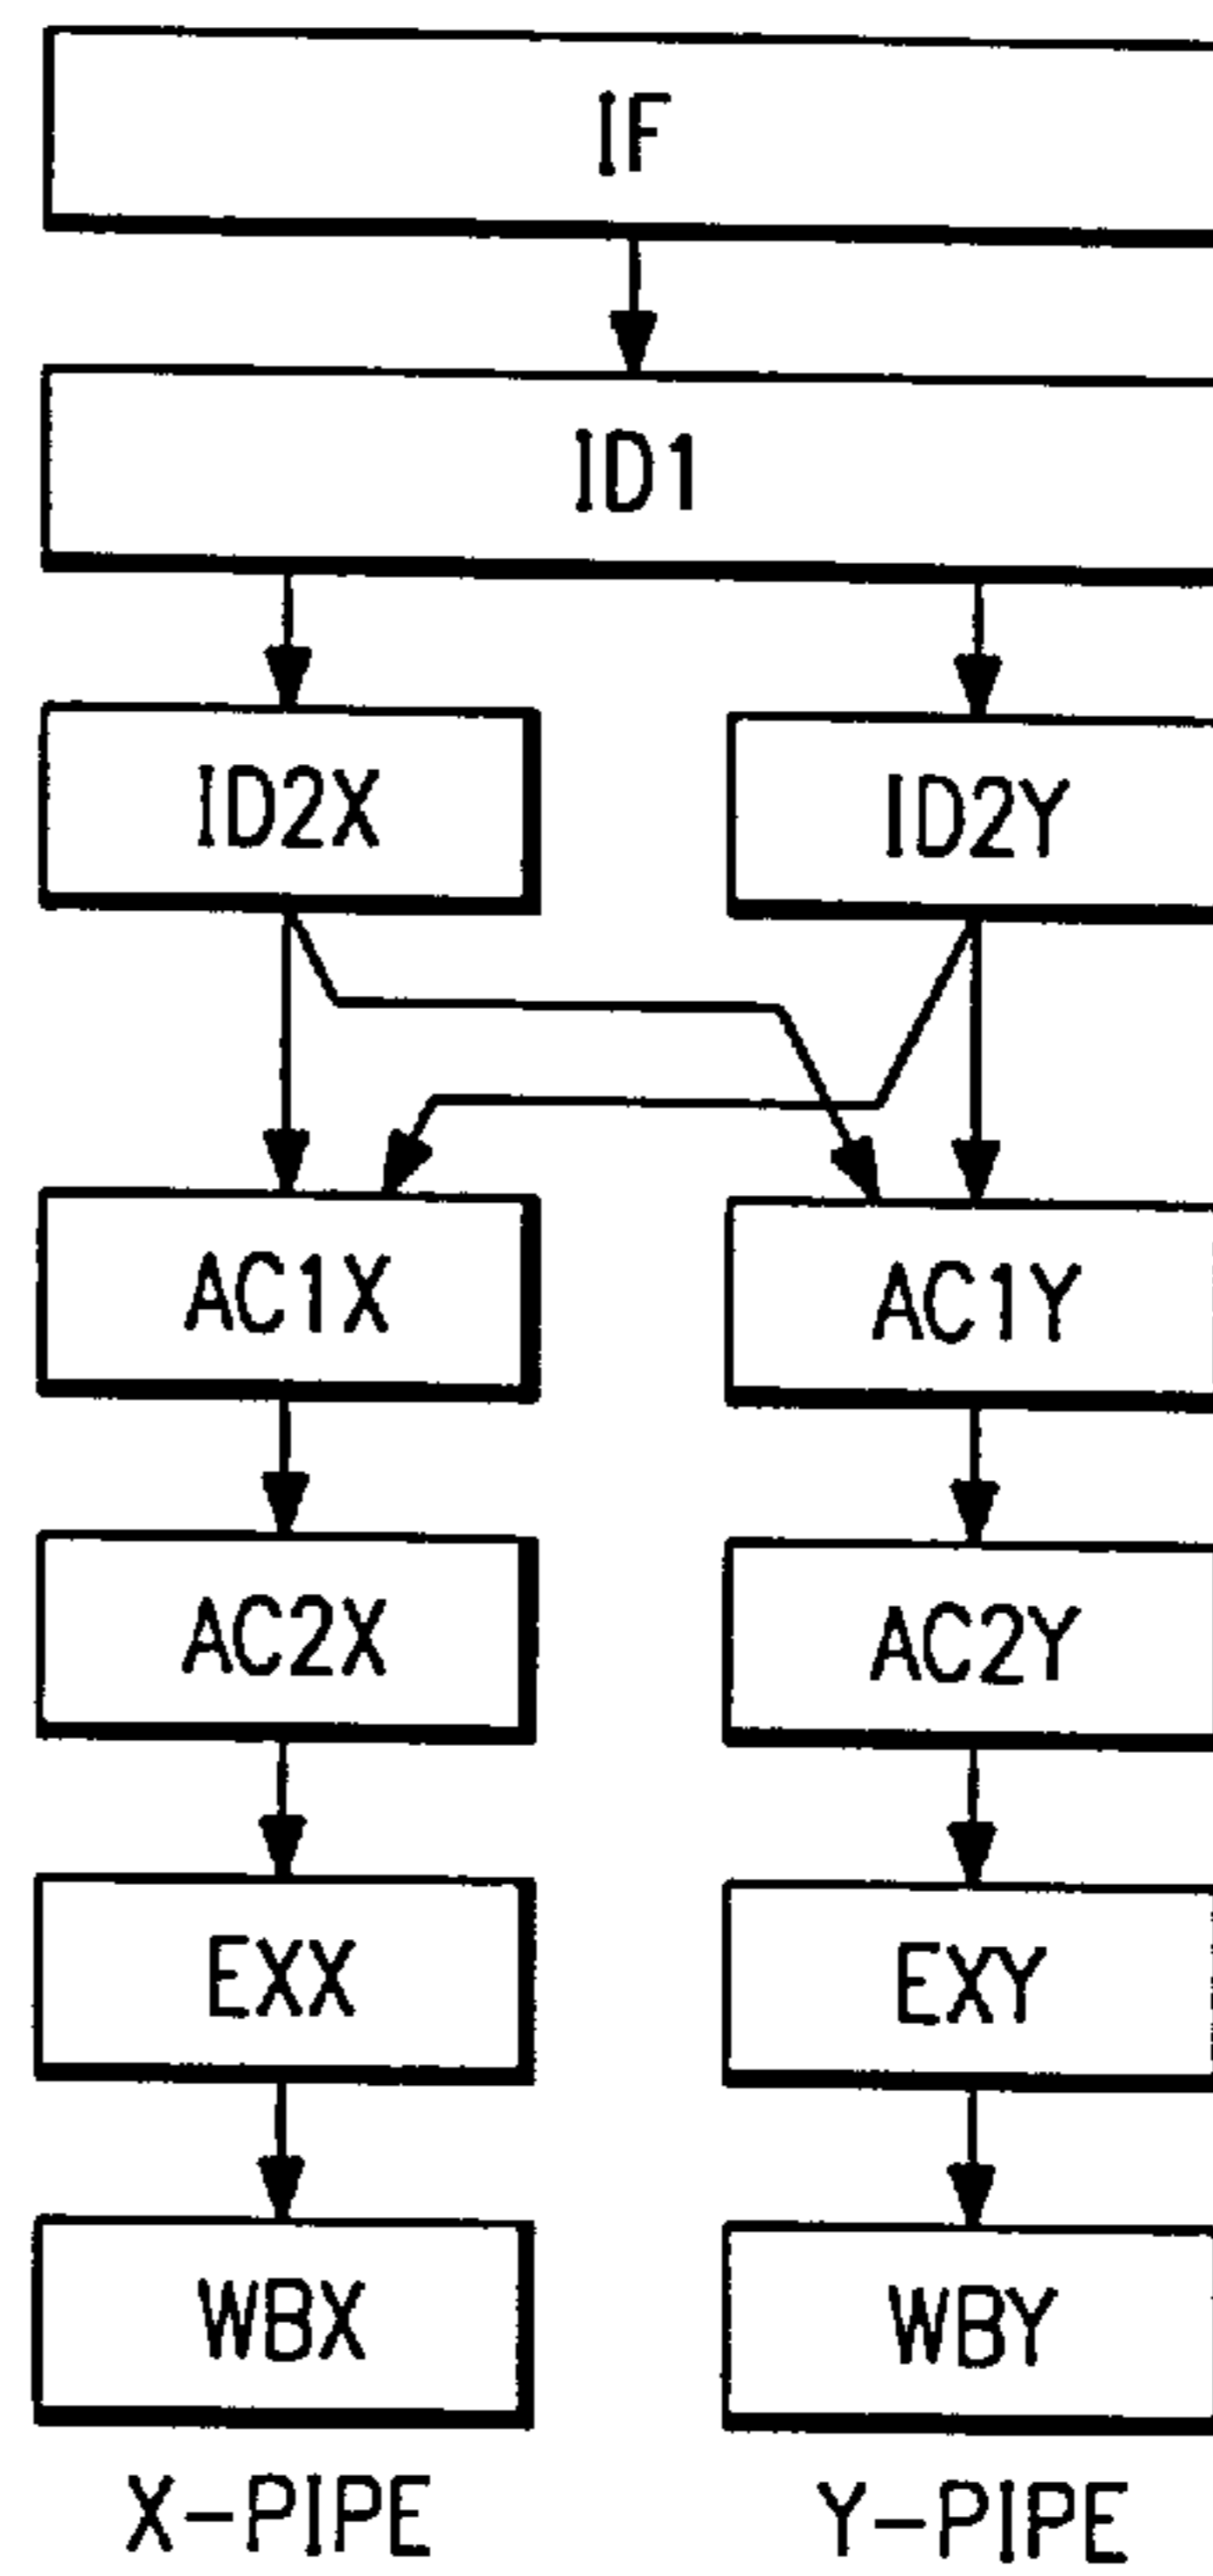 IF
ID1
ID2X
ID2Y
AC1X
AC1Y
AC2X
AC2Y
EXX
EXY
WBX
WBY
X-PIPE
Y-PIPE